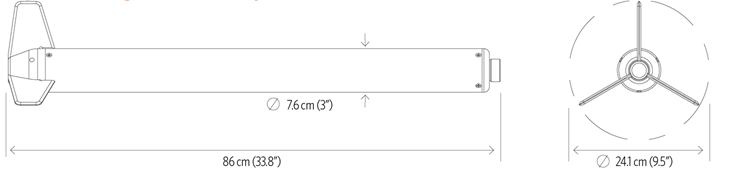 ⌀ 7.6 cm (3")
86 cm (33.8")
⌀ 24.1 cm (9.5")